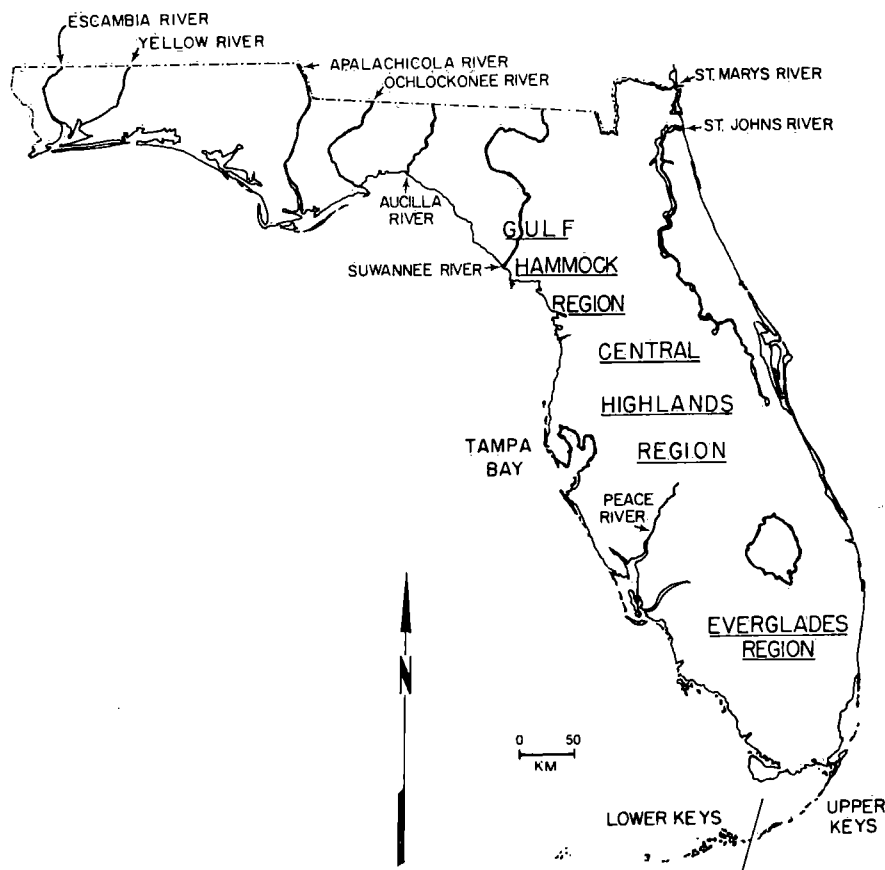 ESCAMBIA RIVER
YELLOW RIVER
APALACHICOLA RIVER
OCHLOCKONEE RIVER
ST. MARYS RIVER
ST. JOHNS RIVER
AUCILLA
RIVER
SUWANNEE RIVER
GULF
HAMMOCK
REGION
CENTRAL
HIGHLANDS
REGION
TAMPA
BAY
PEACE
RIVER
EVERGLADES
REGION
N
0 50
KM
LOWER KEYS
UPPER
KEYS